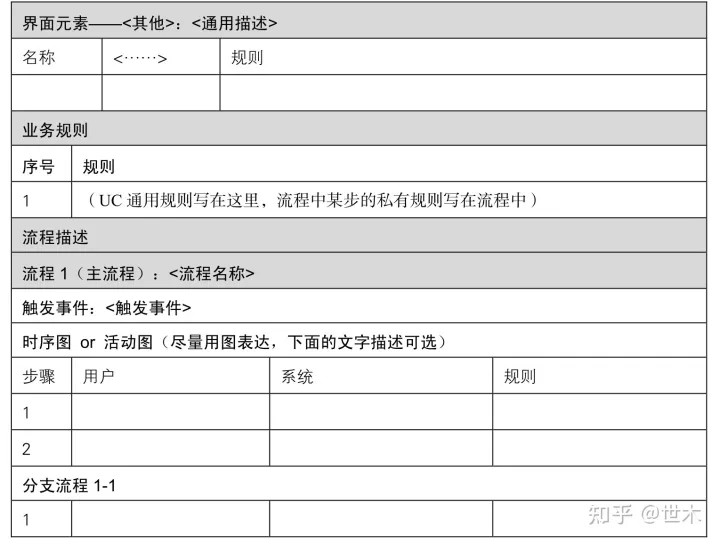 界面元素——<其他>：<通用描述>
名称 <……> 规则
业务规则
序号 规则
1 （UC 通用规则写在这里，流程中某步的私有规则写在流程中）
流程描述
流程 1（主流程）：<流程名称>
触发事件：<触发事件>
时序图 or 活动图（尽量用图表达，下面的文字描述可选）
步骤 用户 系统 规则
1
2
分支流程 1-1
1
知乎 @世木